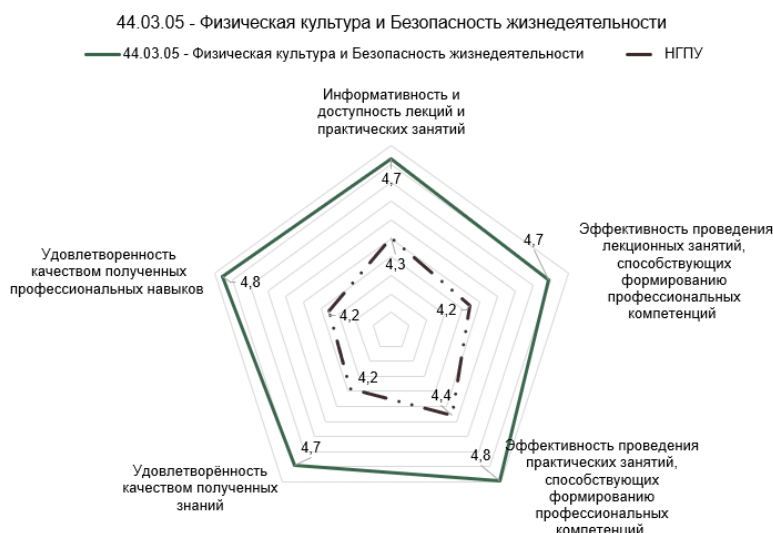 44.03.05 - Физическая культура и Безопасность жизнедеятельности
44.03.05 - Физическая культура и Безопасность жизнедеятельности
НГПУ
Информативность и
доступность лекций и
практических занятий
4,7
4,7
Эффективность проведения
лекционных занятий,
способствующих
формированию
профессиональных
компетенций
Удовлетворенность
качеством полученных
профессиональных навыков
4,8
4,3
4,2
4,2
4,2
4,4
4,7
4,8
Эффективность проведения
практических занятий,
способствующих
формированию
профессиональных
компетенций
Удовлетворённость
качеством полученных
знаний